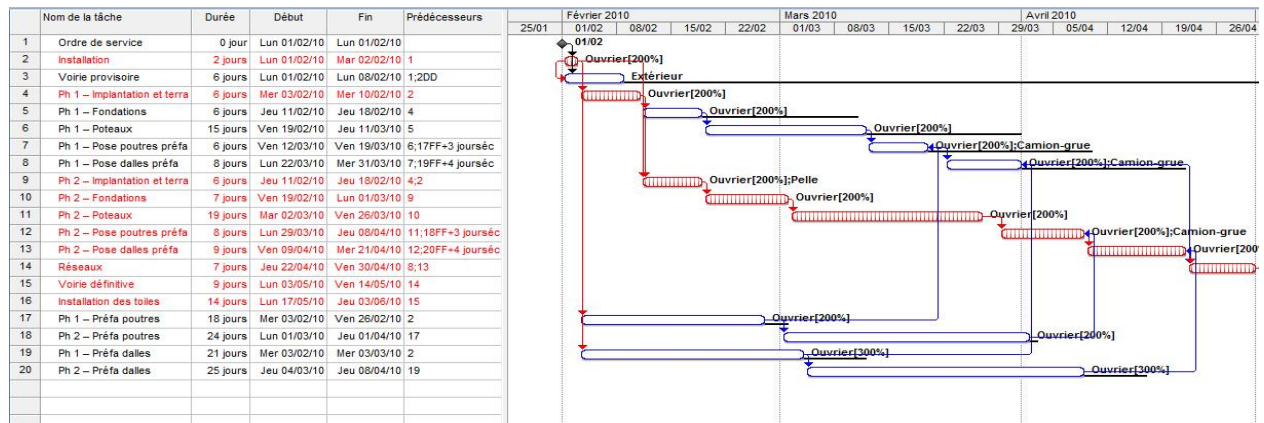 Nom de la tâche Durée Début Fin Prédécesseurs
Février 2010 Mars 2010 Avril 2010
25/01 01/02 08/02 15/02 22/02 01/03 08/03 15/03 22/03 29/03 05/04 12/04 19/04 26/04
1 Ordre de service 0 jour Lun 01/02/10 Lun 01/02/10 01/02
2 Installation 2 jours Lun 01/02/10 Mar 02/02/10 1 Ouvrier[200%]
3 Voirie provisoire 6 jours Lun 01/02/10 Lun 08/02/10 1;2DD Extérieur
4 Ph 1 – Implantation et terra 6 jours Mer 03/02/10 Mer 10/02/10 2 Ouvrier[200%]
5 Ph 1 – Fondations 6 jours Jeu 11/02/10 Jeu 18/02/10 4 Ouvrier[200%]
6 Ph 1 – Poteaux 15 jours Ven 19/02/10 Jeu 11/03/10 5 Ouvrier[200%]
7 Ph 1 – Pose poutres préfa 6 jours Ven 12/03/10 Ven 19/03/10 6;17FF+3 jourséc Ouvrier[200%];Camion-grue
8 Ph 1 – Pose dalles préfa 8 jours Lun 22/03/10 Mer 31/03/10 7;19FF+4 jourséc Ouvrier[200%];Camion-grue
9 Ph 2 – Implantation et terra 6 jours Jeu 11/02/10 Jeu 18/02/10 4;2 Ouvrier[200%];Pelle
10 Ph 2 – Fondations 7 jours Ven 19/02/10 Lun 01/03/10 9 Ouvrier[200%]
11 Ph 2 – Poteaux 19 jours Mar 02/03/10 Ven 26/03/10 10 Ouvrier[200%]
12 Ph 2 – Pose poutres préfa 8 jours Lun 29/03/10 Jeu 08/04/10 11;18FF+3 jourséc Ouvrier[200%];Camion-grue
13 Ph 2 – Pose dalles préfa 9 jours Ven 09/04/10 Mer 21/04/10 12;20FF+4 jourséc Ouvrier[200
14 Réseaux 7 jours Jeu 22/04/10 Ven 30/04/10 8;13
15 Voirie définitive 9 jours Lun 03/05/10 Ven 14/05/10 14
16 Installation des toiles 14 jours Lun 17/05/10 Jeu 03/06/10 15
17 Ph 1 – Préfa poutres 18 jours Mer 03/02/10 Ven 26/02/10 2 Ouvrier[200%]
18 Ph 2 – Préfa poutres 24 jours Lun 01/03/10 Jeu 01/04/10 17 Ouvrier[200%]
19 Ph 1 – Préfa dalles 21 jours Mer 03/02/10 Mer 03/03/10 2 Ouvrier[300%]
20 Ph 2 – Préfa dalles 25 jours Jeu 04/03/10 Jeu 08/04/10 19 Ouvrier[300%]